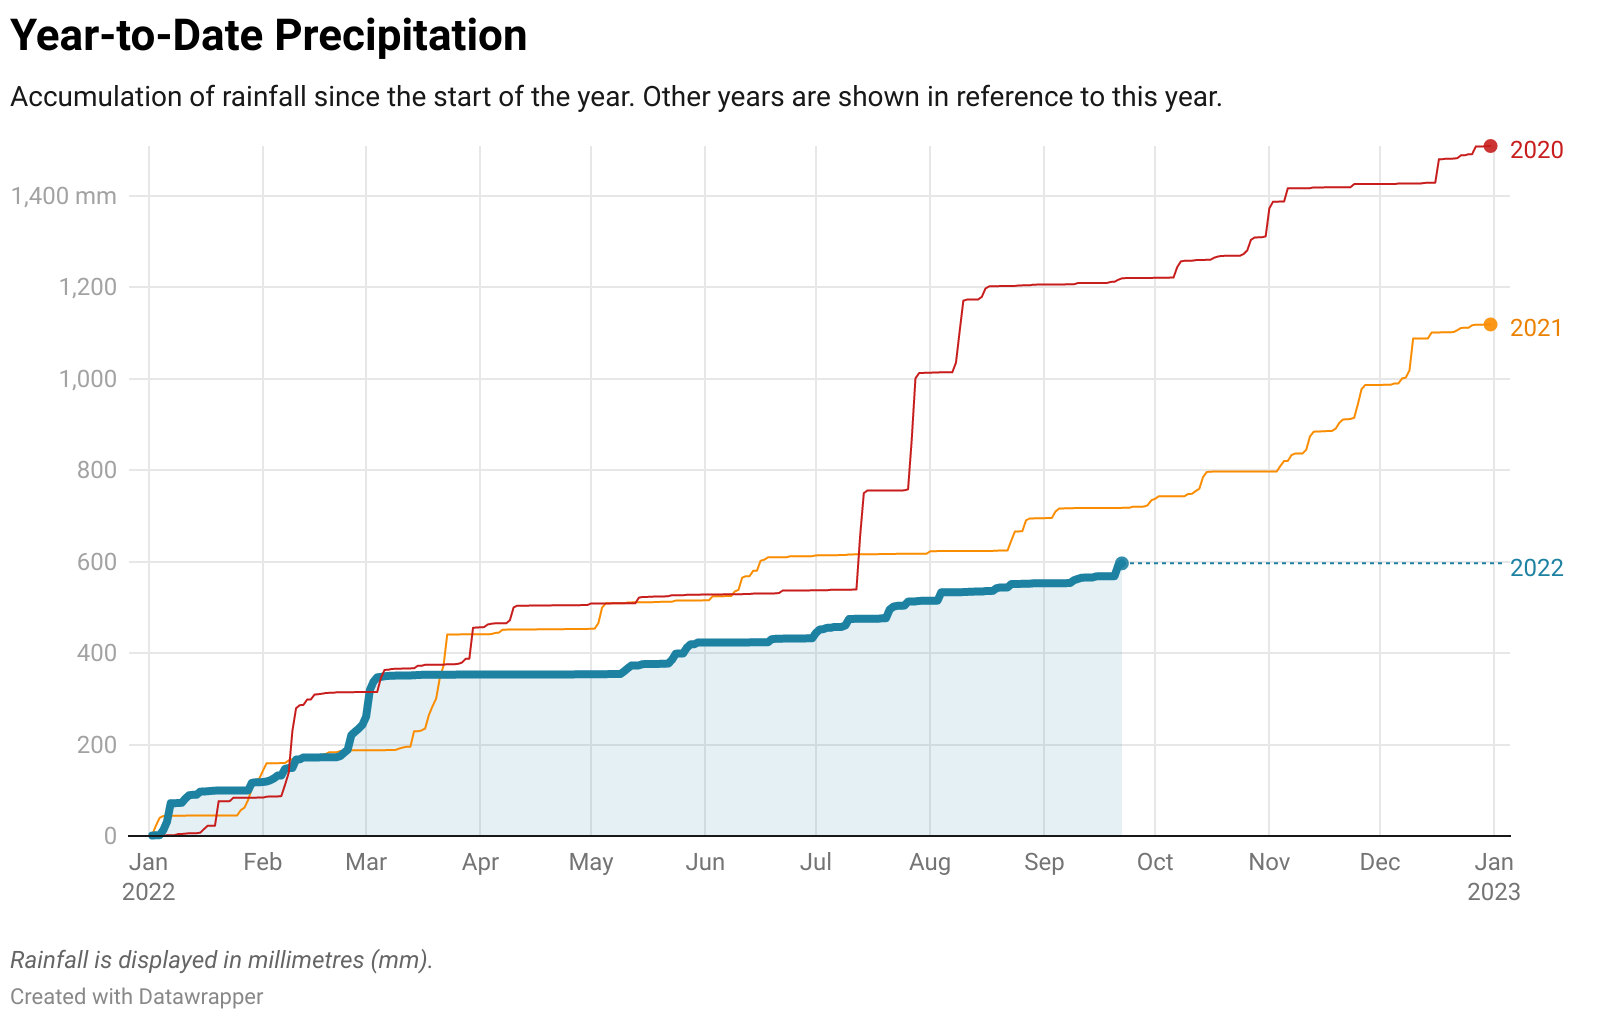 Year-to-Date Precipitation
Accumulation of rainfall since the start of the year. Other years are shown in reference to this year.
2020
1,400 mm
1,200
2021
1,000
800
600
2022
400
200
0
Jan Feb Mar Apr May Jun Jul Aug Sep Oct Nov Dec Jan
2022 2023
Rainfall is displayed in millimetres (mm).
Created with Datawrapper